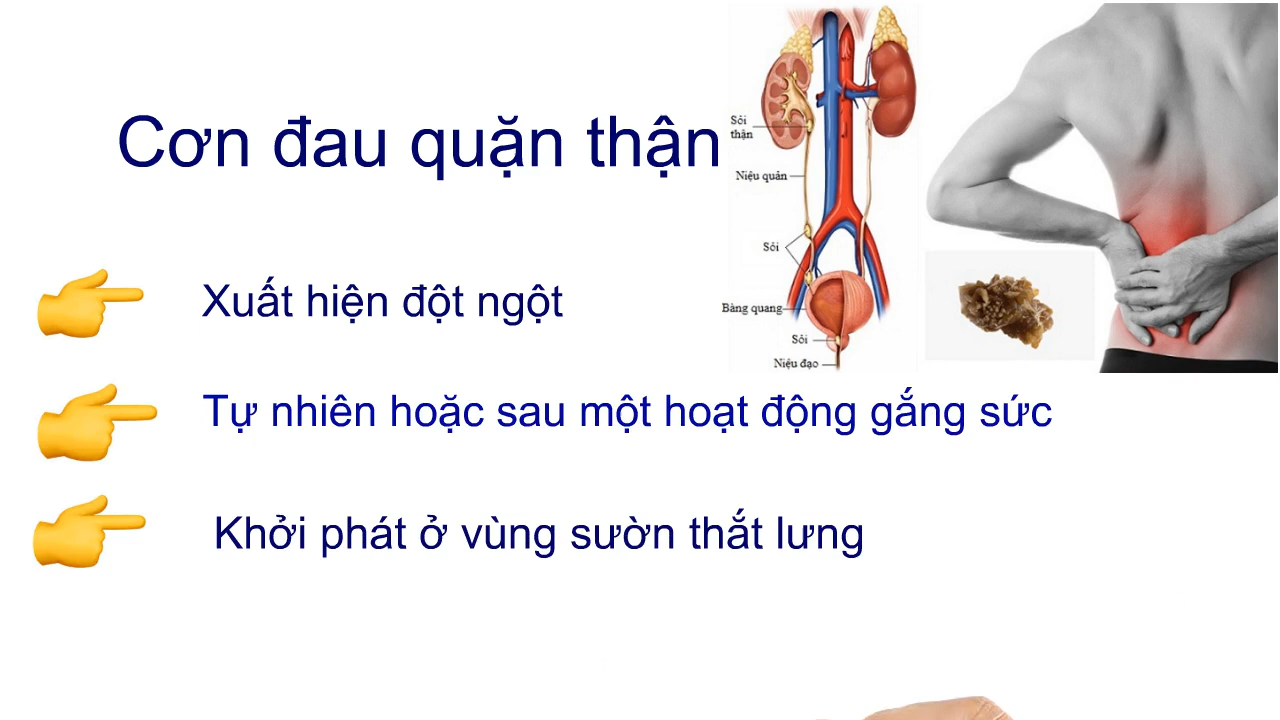 Cơn đau quặn thận
Sỏi
thận
Niệu quản
Sỏi
Bàng quang
Sỏi
Niệu đạo
Xuất hiện đột ngột
Tự nhiên hoặc sau một hoạt động gắng sức
Khởi phát ở vùng sườn thắt lưng